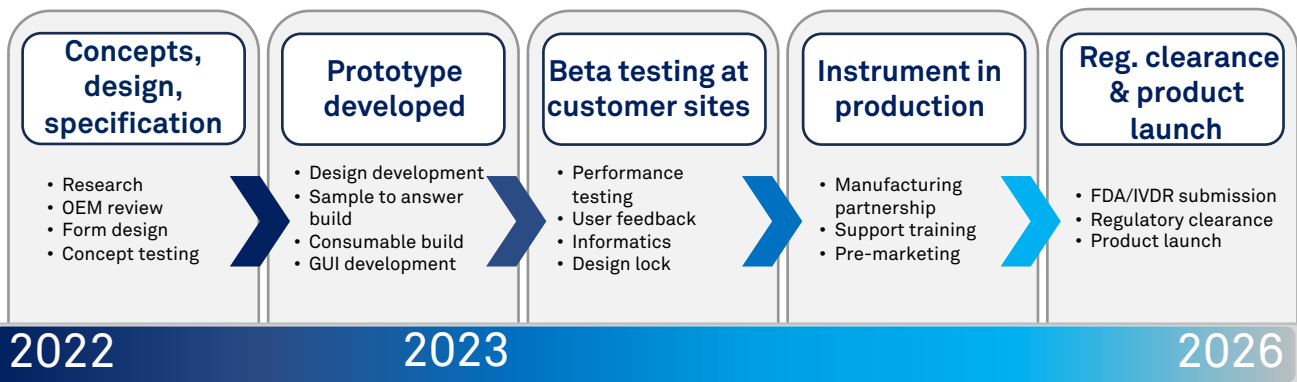 Concepts,
design,
specification
• Research
• OEM review
• Form design
• Concept testing
Prototype
developed
• Design development
• Sample to answer
build
• Consumable build
• GUI development
Beta testing at
customer sites
• Performance
testing
• User feedback
• Informatics
• Design lock
Instrument in
production
• Manufacturing
partnership
• Support training
• Pre-marketing
Reg. clearance
& product
launch
• FDA/IVDR submission
• Regulatory clearance
• Product launch
2022
2023
2026